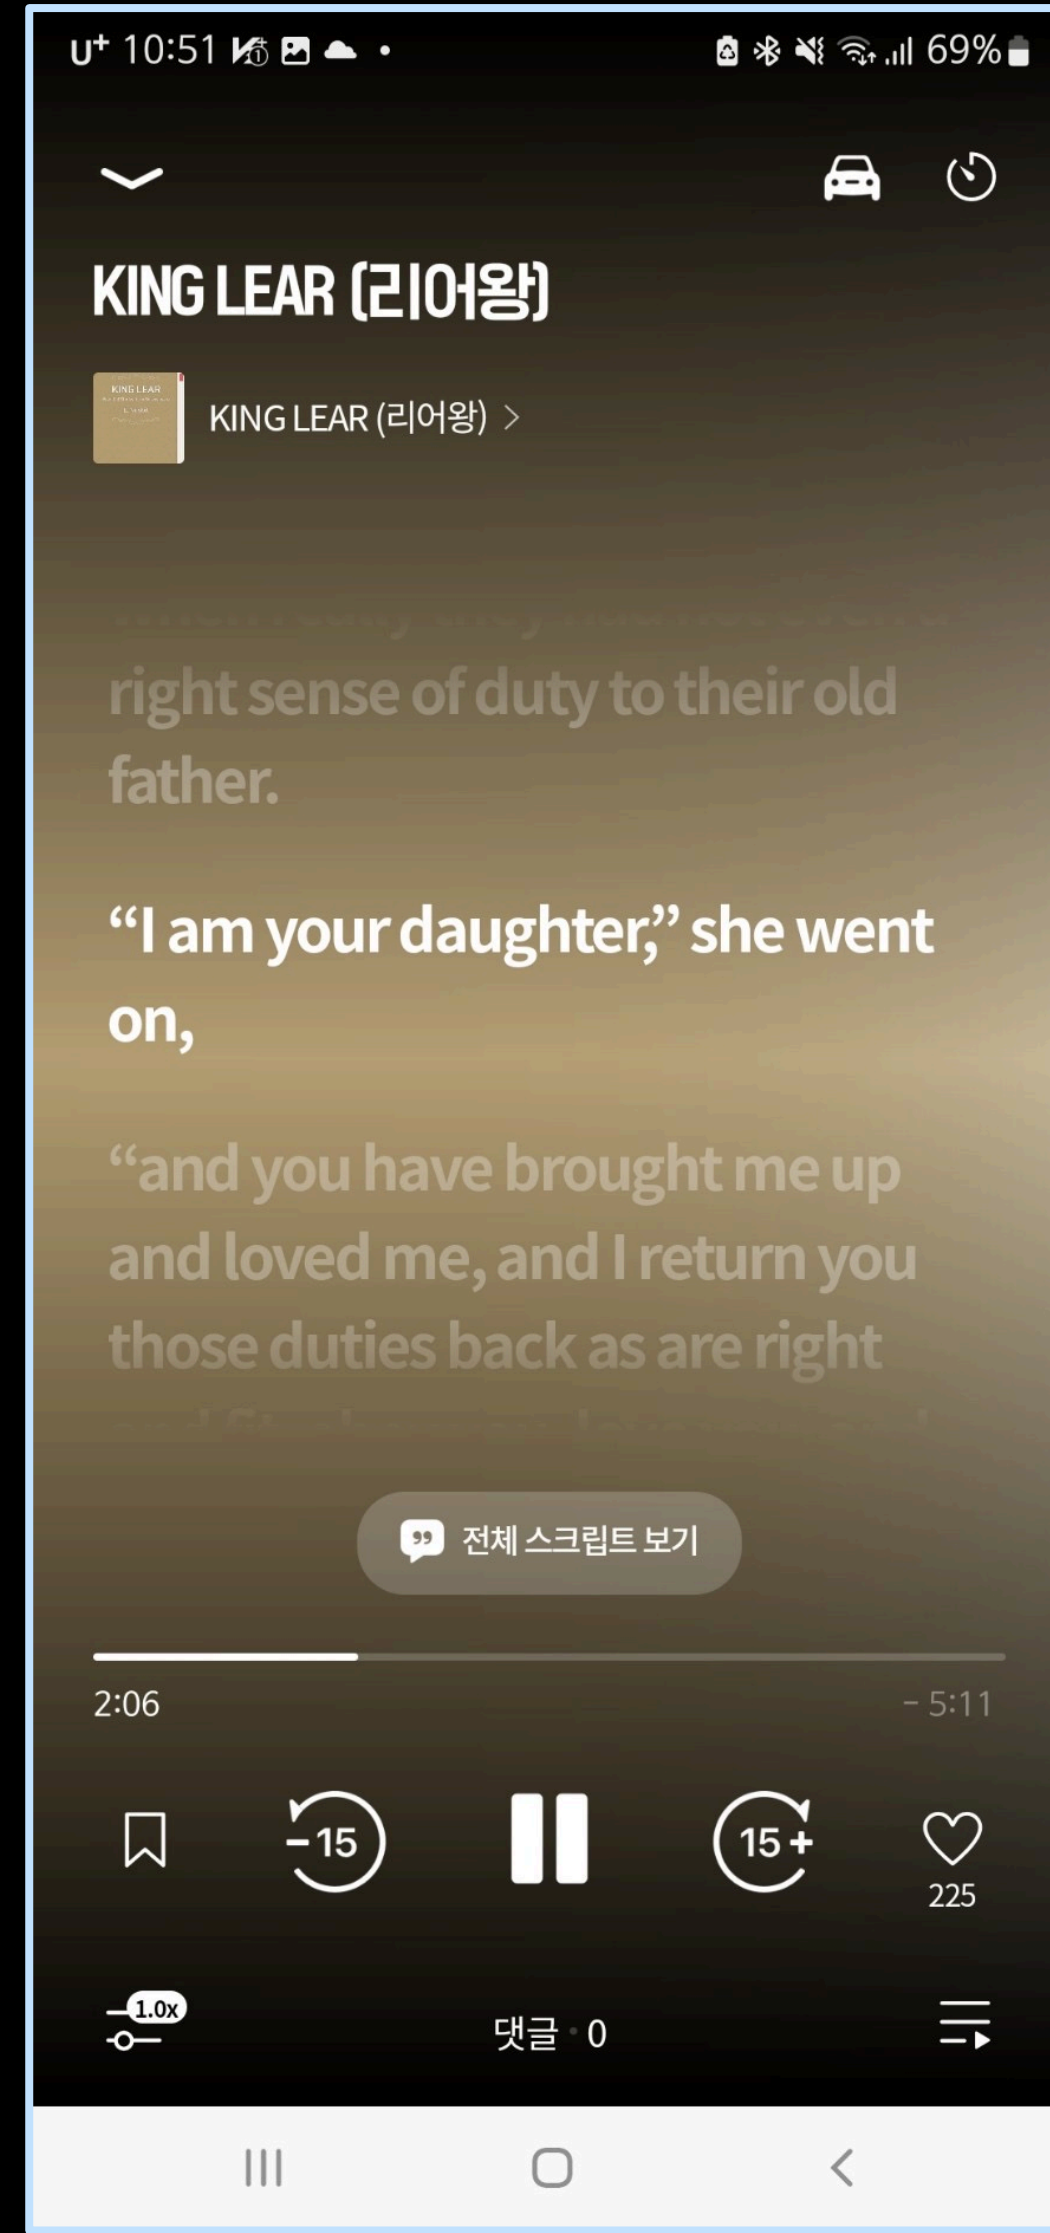 U+ 10:51
69%
KING LEAR (리어왕)
KING LEAR
KING LEAR (리어왕) >
right sense of duty to their old
father.
“I am your daughter,” she went
on,
“and you have brought me up
and loved me, and I return you
those duties back as are right
전체 스크립트 보기
2:06
- 5:11
-15
15+
225
1.0x
댓글 · 0